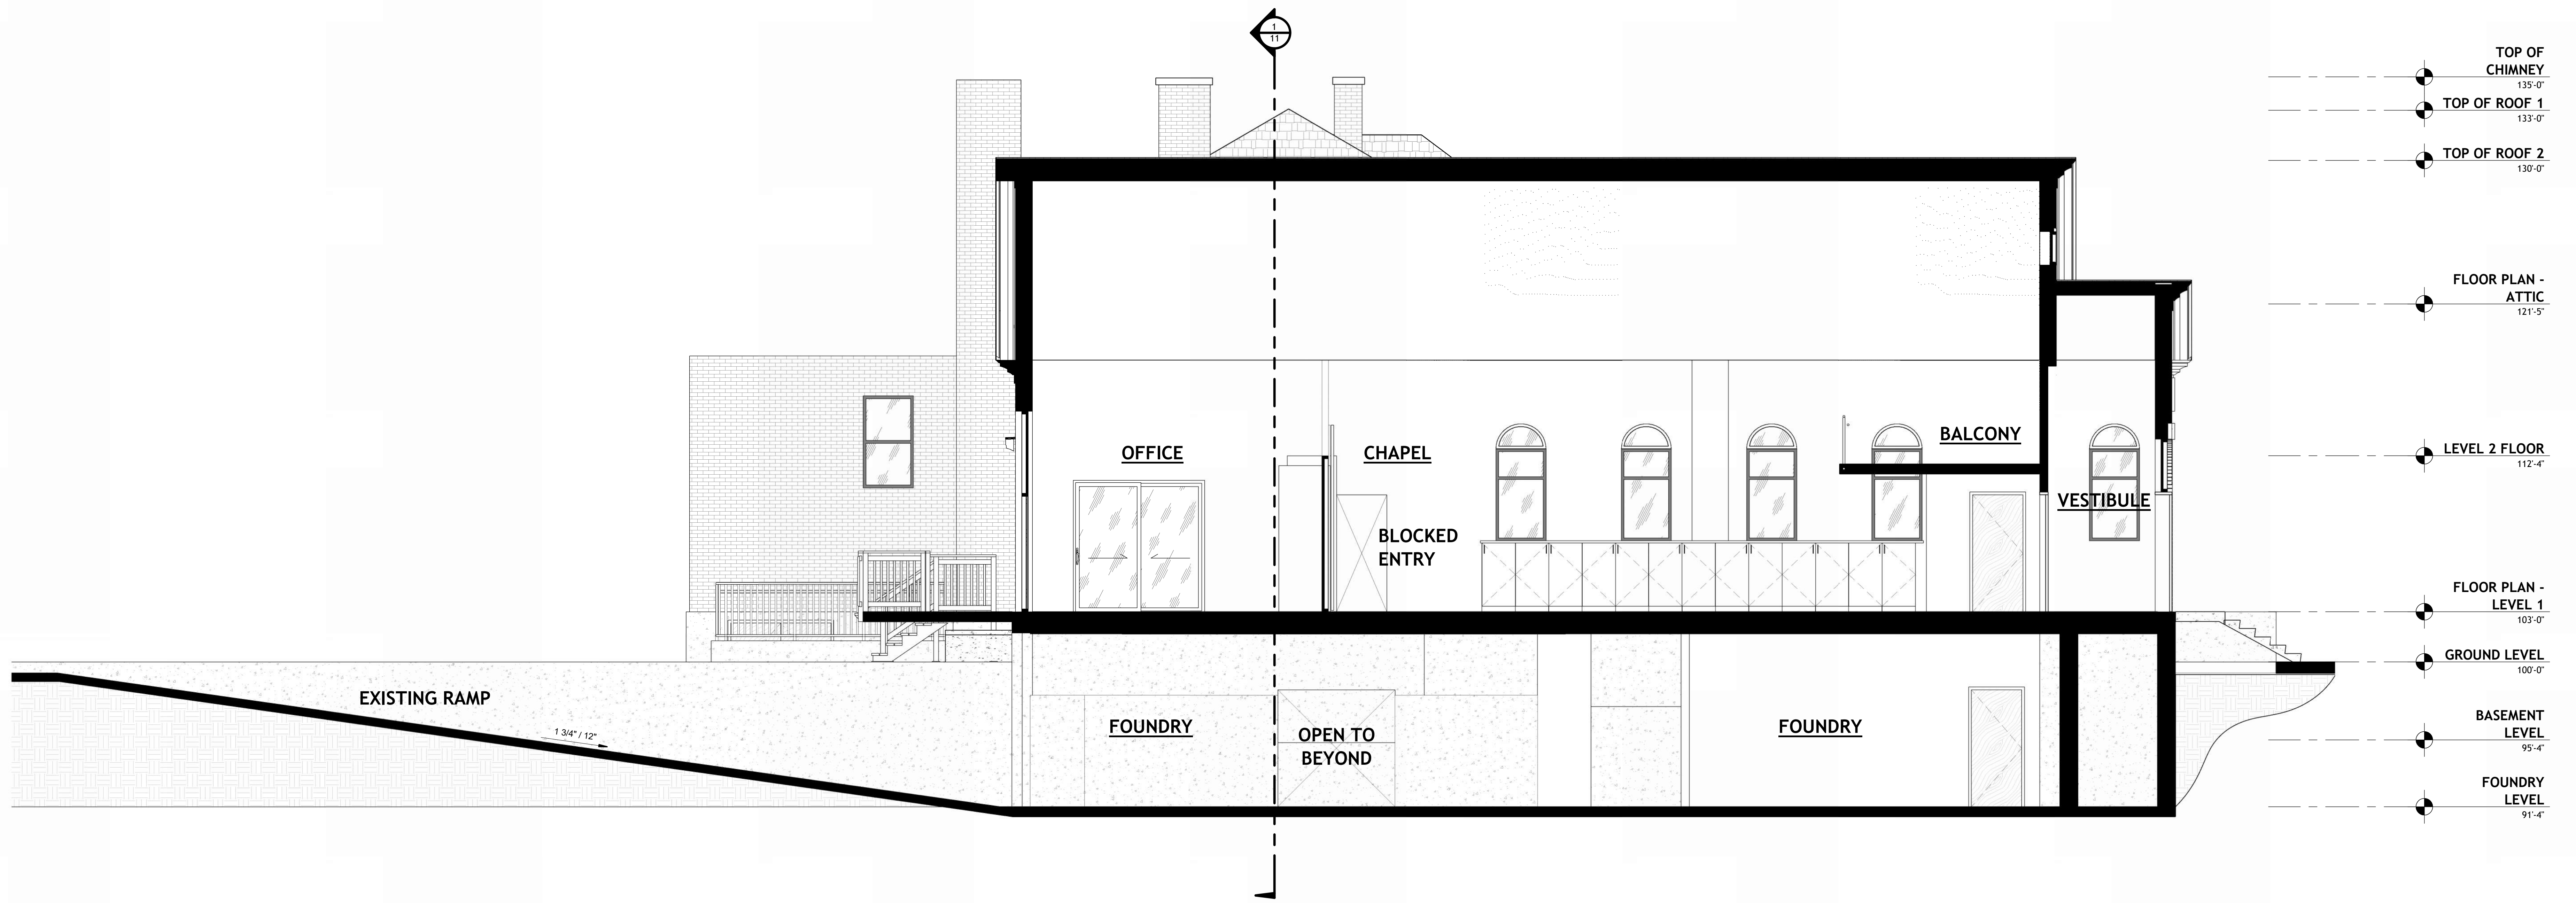 1
11
TOP OF
CHIMNEY
135'-0"
TOP OF ROOF 1
133'-0"
TOP OF ROOF 2
130'-0"
FLOOR PLAN -
ATTIC
121'-5"
LEVEL 2 FLOOR
112'-4"
FLOOR PLAN -
LEVEL 1
103'-0"
GROUND LEVEL
100'-0"
BASEMENT
LEVEL
95'-4"
FOUNDRY
LEVEL
91'-4"
OFFICE
CHAPEL
BALCONY
VESTIBULE
BLOCKED
ENTRY
EXISTING RAMP
1 3/4" / 12"
FOUNDRY
OPEN TO
BEYOND
FOUNDRY